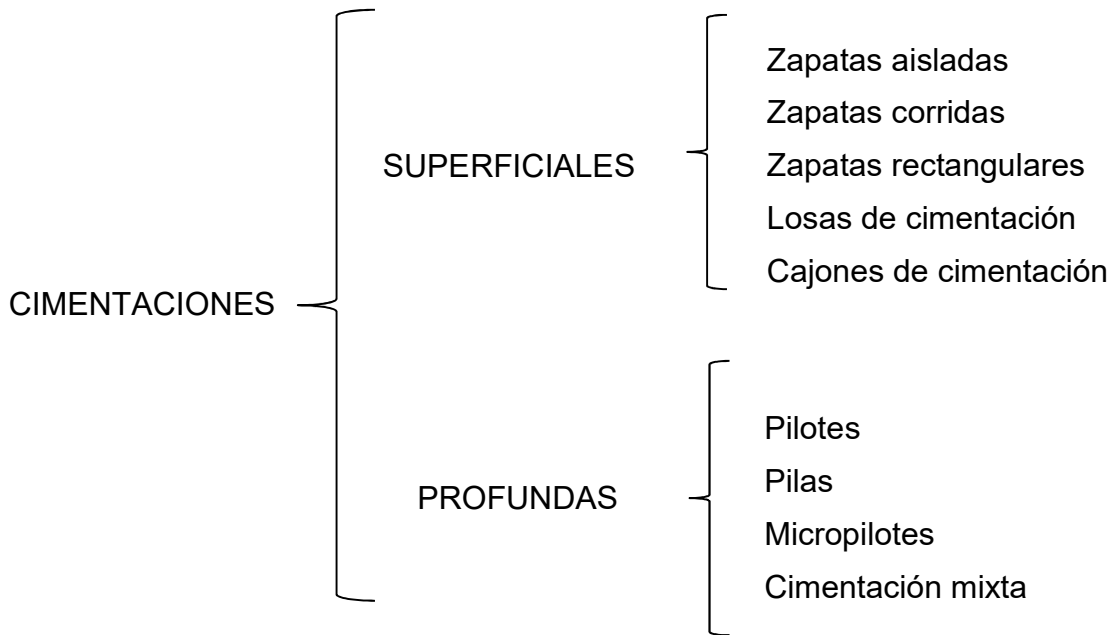 CIMENTACIONES
SUPERFICIALES
Zapatas aisladas
Zapatas corridas
Zapatas rectangulares
Losas de cimentación
Cajones de cimentación
PROFUNDAS
Pilotes
Pilas
Micropilotes
Cimentación mixta